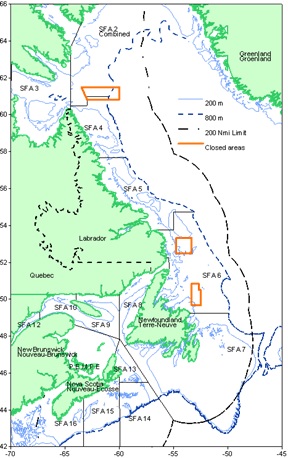 66
64
62
60
58
56
54
52
50
48
46
44
42
-70
-65
-60
-55
-50
-45
SFA 2
Combined
Greenland
Groenland
SFA 3
200 m
800 m
200 Nmi Limit
Closed areas
SFA 4
SFA 5
Labrador
Quebec
SFA 6
SFA 10
SFA 8
SFA 12
SFA 9
Newfoundland
Terre-Neuve
New Brunswick
Nouveau-Brunswick
SFA 7
P.E.I./I.P.E
SFA 13
Nova Scotia
Nouveau-Ecosse
SFA 15
SFA 14
SFA 16